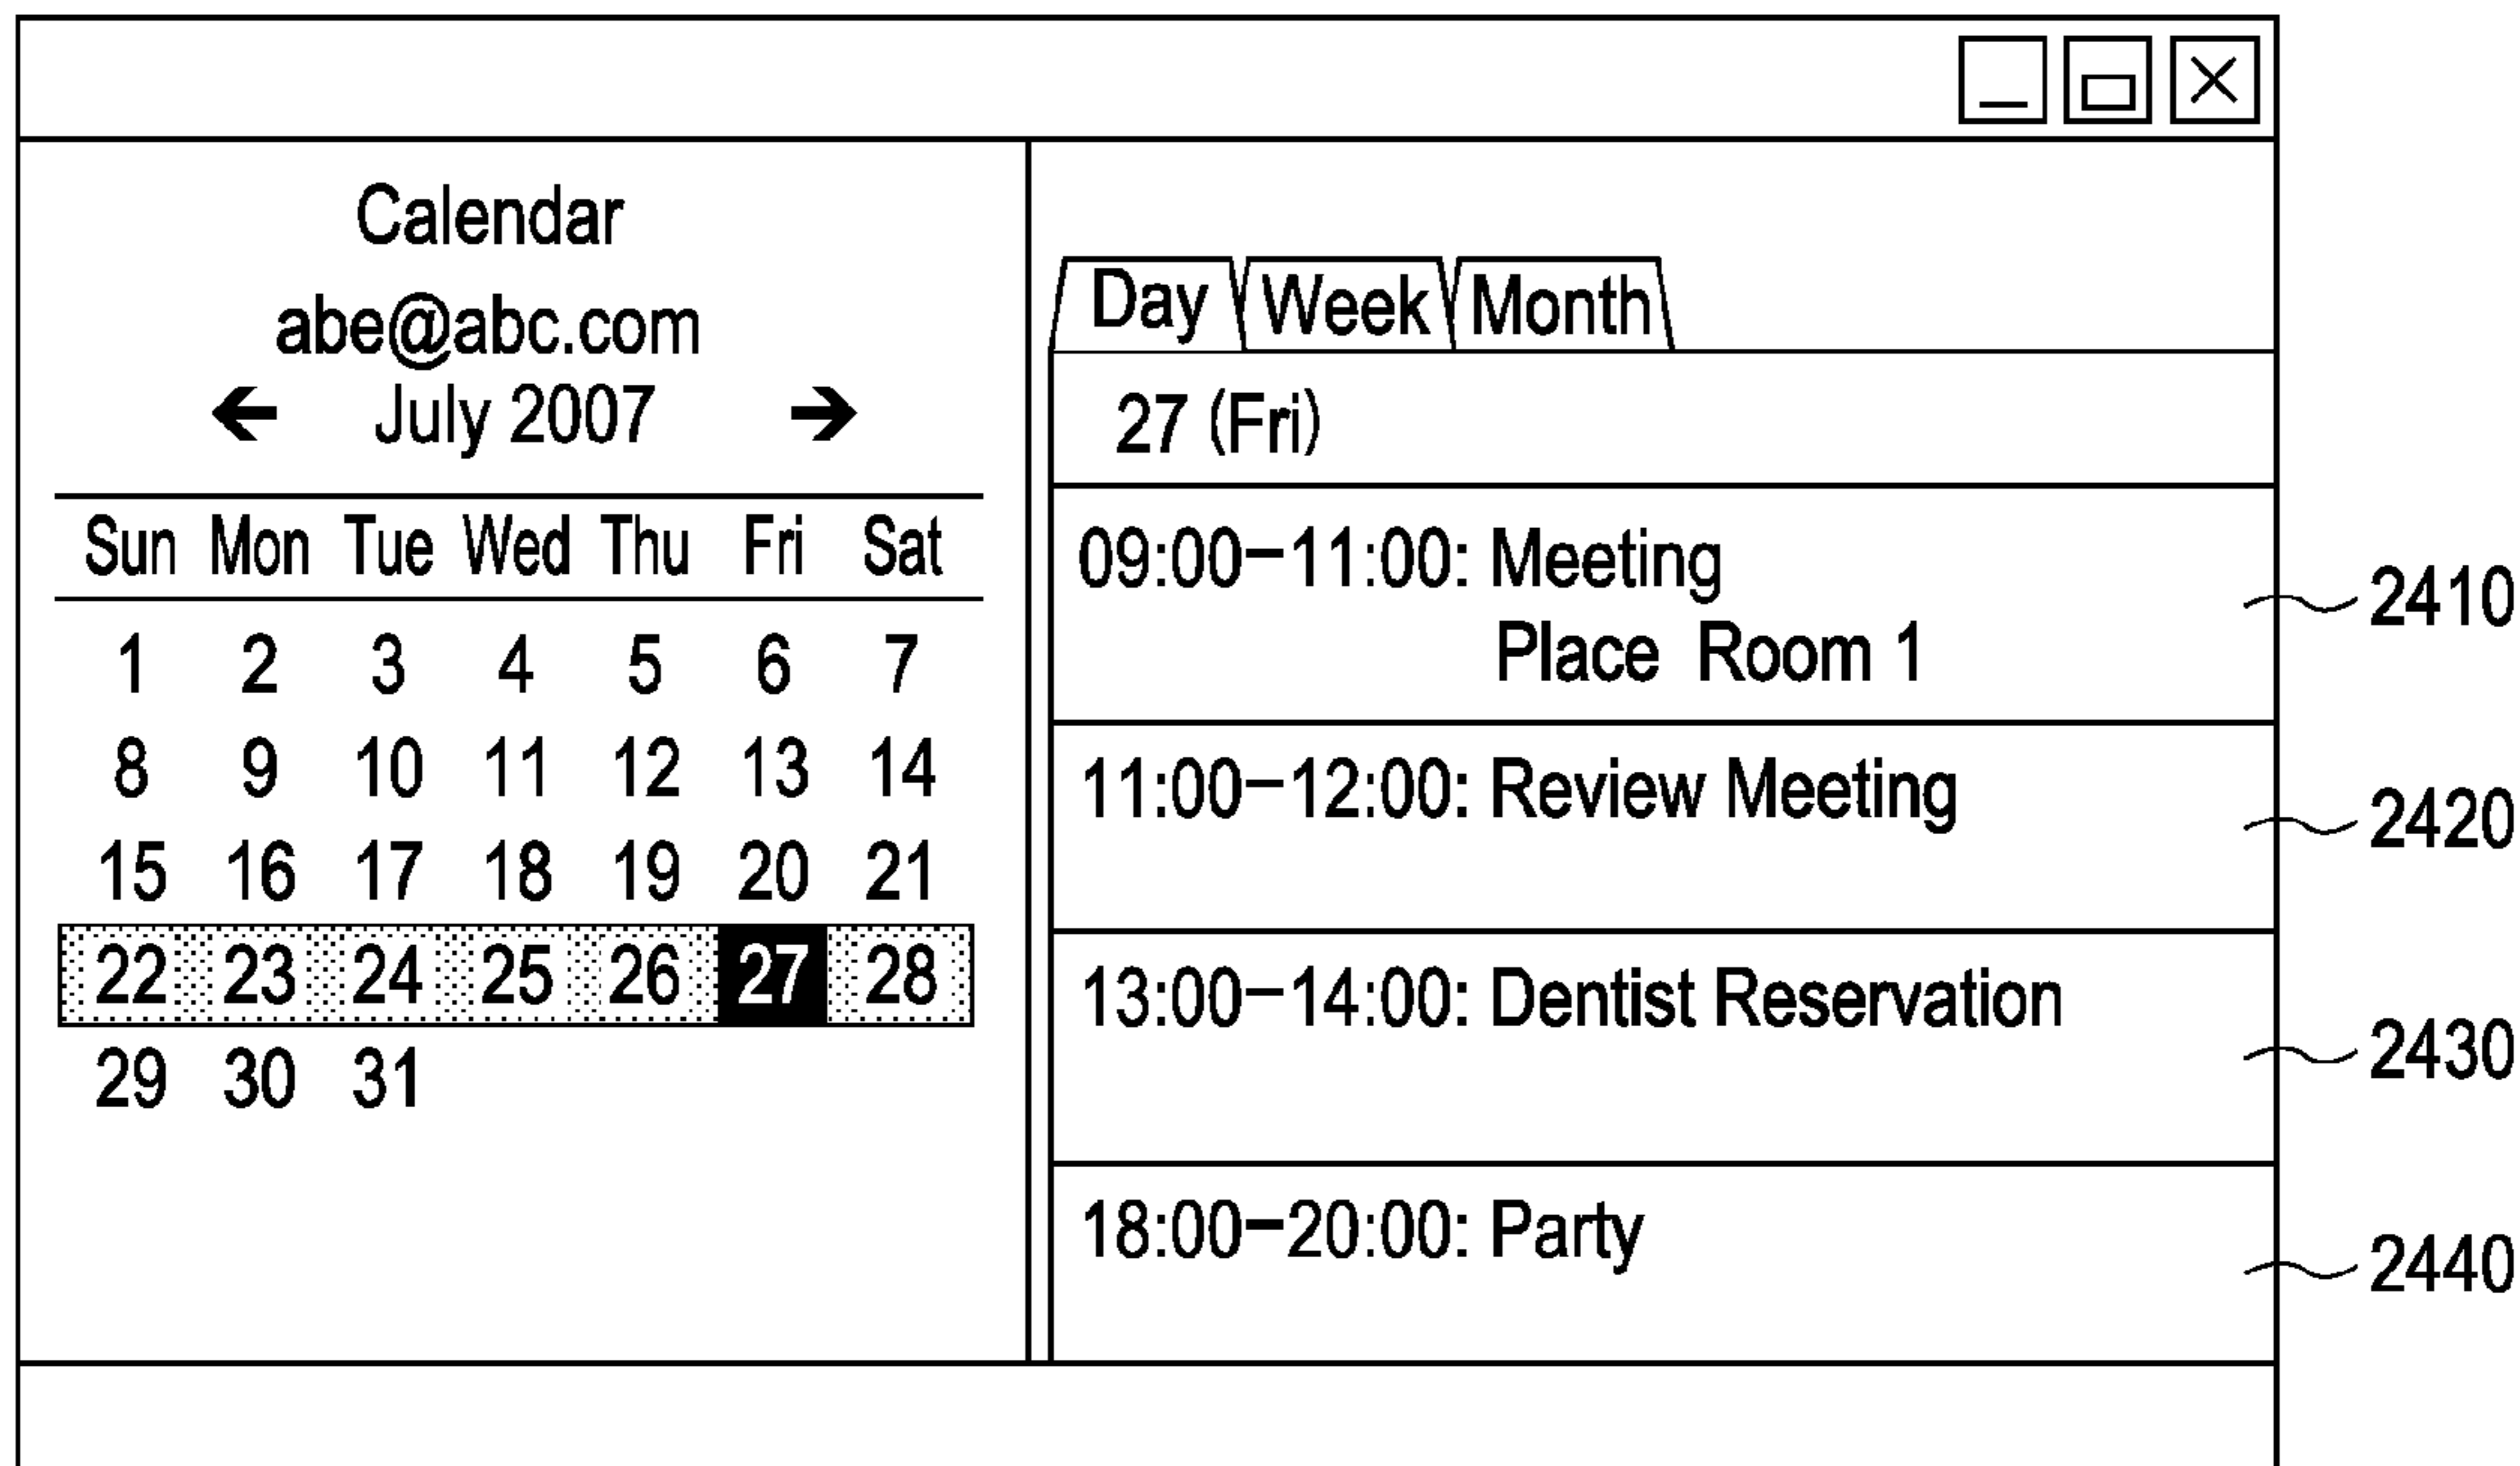 Calendar
abe@abc.com
← July 2007 →
Sun Mon Tue Wed Thu Fri Sat
1 2 3 4 5 6 7
8 9 10 11 12 13 14
15 16 17 18 19 20 21
22 23 24 25 26 27 28
29 30 31
Day Week Month
27 (Fri)
09:00–11:00: Meeting
Place Room 1
2410
11:00–12:00: Review Meeting
2420
13:00–14:00: Dentist Reservation
2430
18:00–20:00: Party
2440